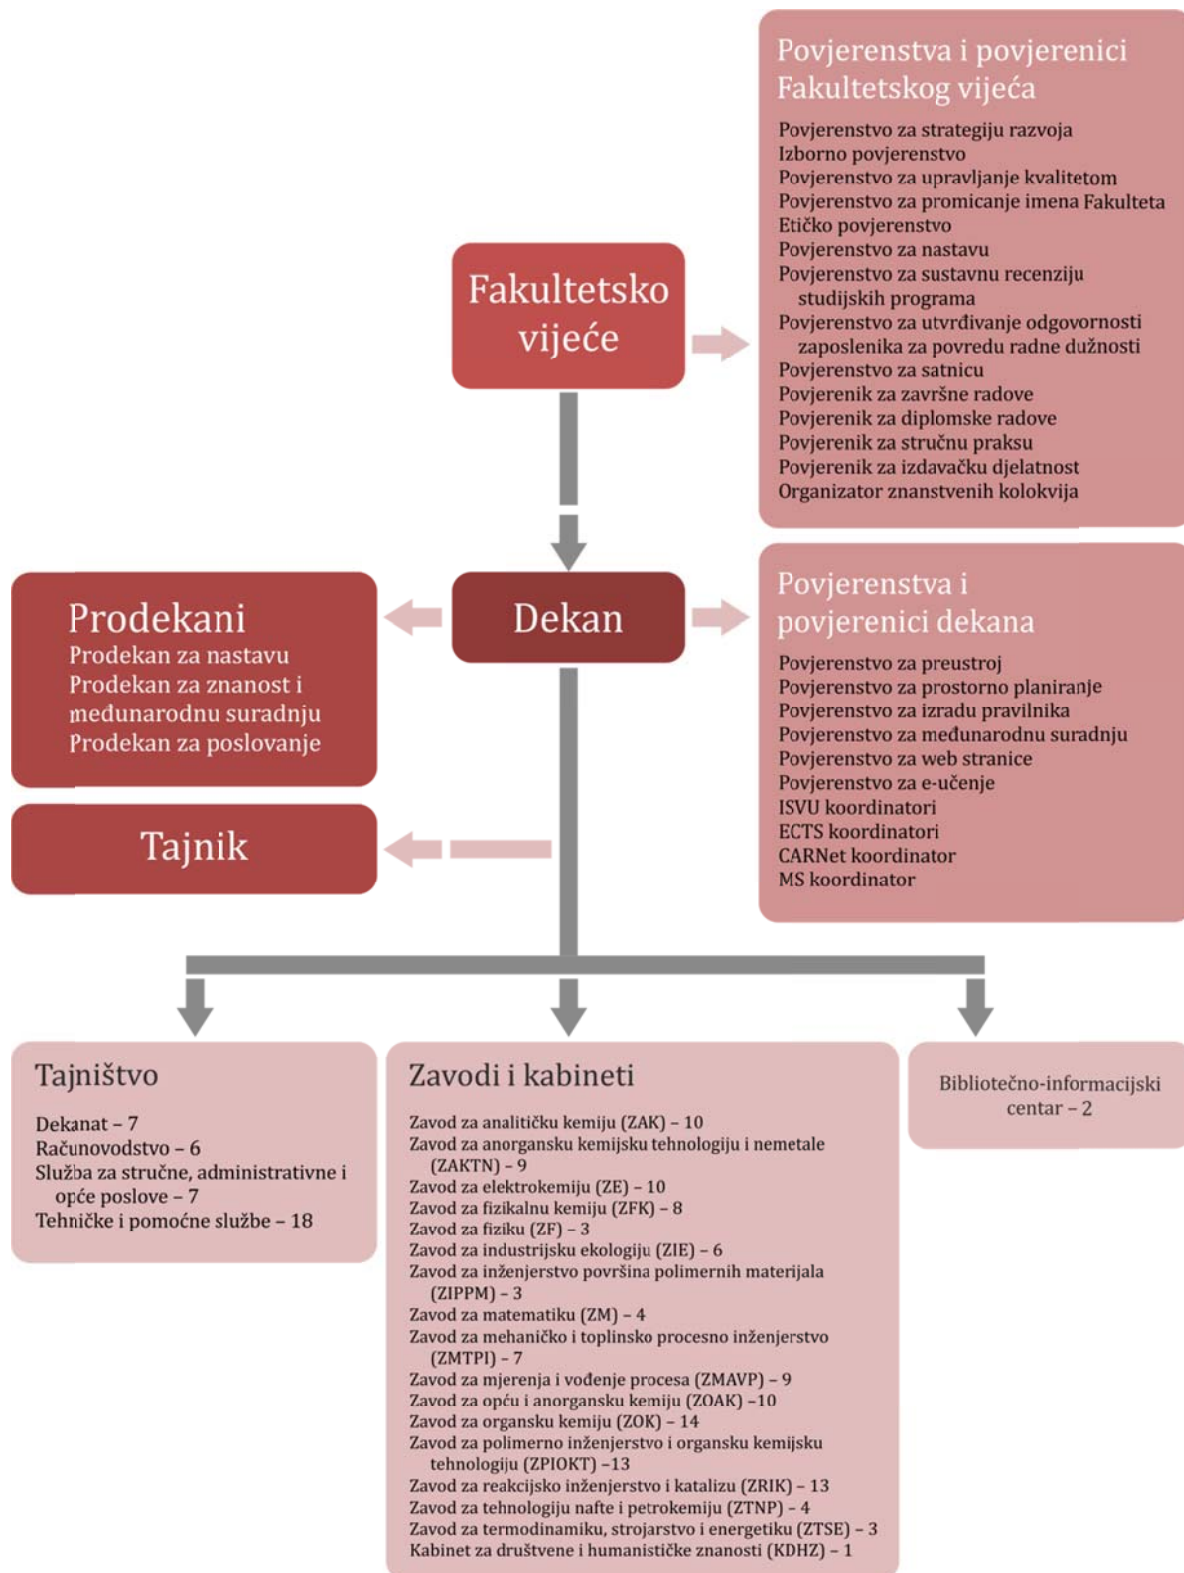 Povjerenstva i povjerenici
Fakultetskog vijeća
Povjerenstvo za strategiju razvoja
Izborno povjerenstvo
Povjerenstvo za upravljanje kvalitetom
Povjerenstvo za promicanje imena Fakulteta
Etičko povjerenstvo
Povjerenstvo za nastavu
Povjerenstvo za sustavnu recenziju
studijskih programa
Povjerenstvo za utvrđivanje odgovornosti
zaposlenika za povredu radne dužnosti
Povjerenstvo za satnicu
Povjerenik za završne radove
Povjerenik za diplomske radove
Povjerenik za stručnu praksu
Povjerenik za izdavačku djelatnost
Organizator znanstvenih kolokvija
Fakultetsko
vijeće
Dekan
Prodekani
Prodekan za nastavu
Prodekan za znanost i
međunarodnu suradnju
Prodekan za poslovanje
Tajnik
Povjerenstva i
povjerenici dekana
Povjerenstvo za preustroj
Povjerenstvo za prostorno planiranje
Povjerenstvo za izradu pravilnika
Povjerenstvo za međunarodnu suradnju
Povjerenstvo za web stranice
Povjerenstvo za e-učenje
ISVU koordinatori
ECTS koordinatori
CARNet koordinator
MS koordinator
Tajništvo
Dekanat – 7
Računovodstvo – 6
Služba za stručne, administrativne i
opće poslove – 7
Tehničke i pomoćne službe – 18
Zavodi i kabineti
Zavod za analitičku kemiju (ZAK) – 10
Zavod za anorgansku kemijsku tehnologiju i nemetale
(ZAKTN) – 9
Zavod za elektrokemiju (ZE) – 10
Zavod za fizikalnu kemiju (ZFK) – 8
Zavod za fiziku (ZF) – 3
Zavod za industrijsku ekologiju (ZIE) – 6
Zavod za inženjerstvo površina polimernih materijala
(ZIPPM) – 3
Zavod za matematiku (ZM) – 4
Zavod za mehaničko i toplinsko procesno inženjerstvo
(ZMTPI) – 7
Zavod za mjerenja i vođenje procesa (ZMAVP) – 9
Zavod za opću i anorgansku kemiju (ZOAK) –10
Zavod za organsku kemiju (ZOK) – 14
Zavod za polimerno inženjerstvo i organsku kemijsku
tehnologiju (ZPIOKT) –13
Zavod za reakcijsko inženjerstvo i katalizu (ZRIK) – 13
Zavod za tehnologiju nafte i petrokemiju (ZTNP) – 4
Zavod za termodinamiku, strojarstvo i energetiku (ZTSE) – 3
Kabinet za društvene i humanističke znanosti (KDHZ) – 1
Bibliotečno-informacijski
centar – 2